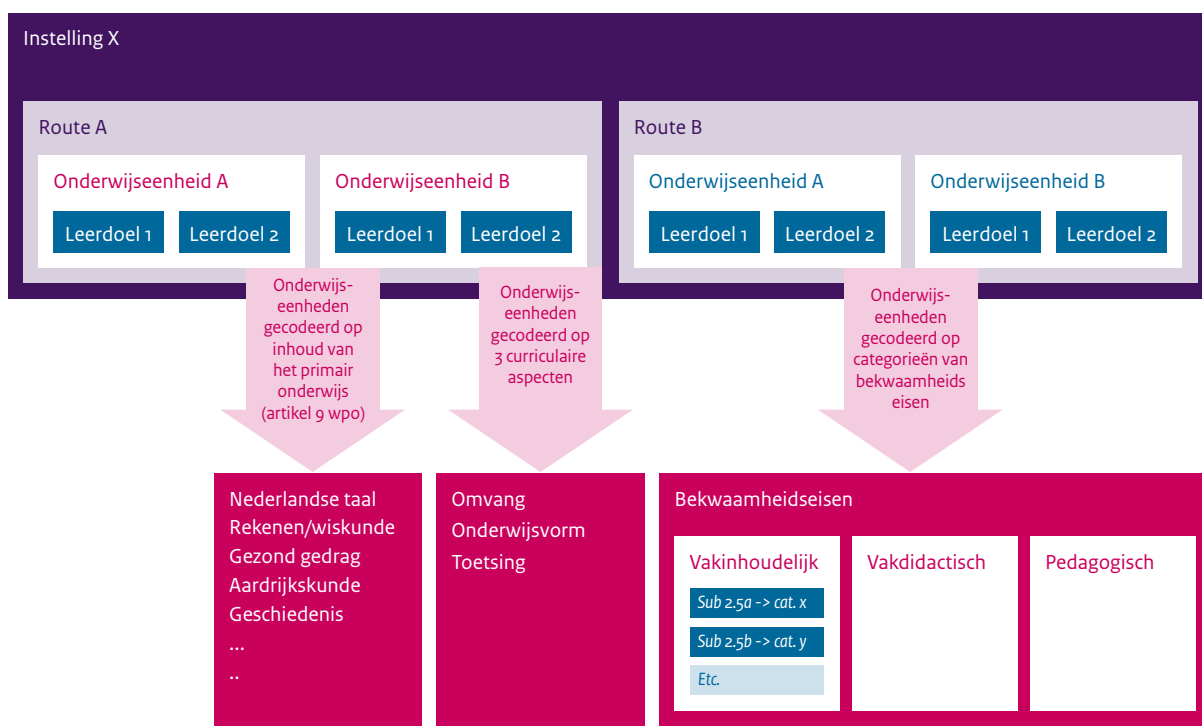 Instelling X
Route A
Onderwijseenheid A
Leerdoel 1
Leerdoel 2
Onderwijseenheid B
Leerdoel 1
Leerdoel 2
Route B
Onderwijseenheid A
Leerdoel 1
Leerdoel 2
Onderwijseenheid B
Leerdoel 1
Leerdoel 2
Onderwijs-
eenheden
gecodeerd op
inhoud van
het primair
onderwijs
(artikel 9 wpo)
Onderwijs-
eenheden
gecodeerd op
3 curriculaire
aspecten
Onderwijs-
eenheden
gecodeerd op
categorieën van
bekwaamheids
eisen
Nederlandse taal
Rekenen/wiskunde
Gezond gedrag
Aardrijkskunde
Geschiedenis
...
..
Omvang
Onderwijsvorm
Toetsing
Bekwaamheidseisen
Vakinhoudelijk
Sub 2.5a -> cat. x
Sub 2.5b -> cat. y
Etc.
Vakdidactisch
Pedagogisch